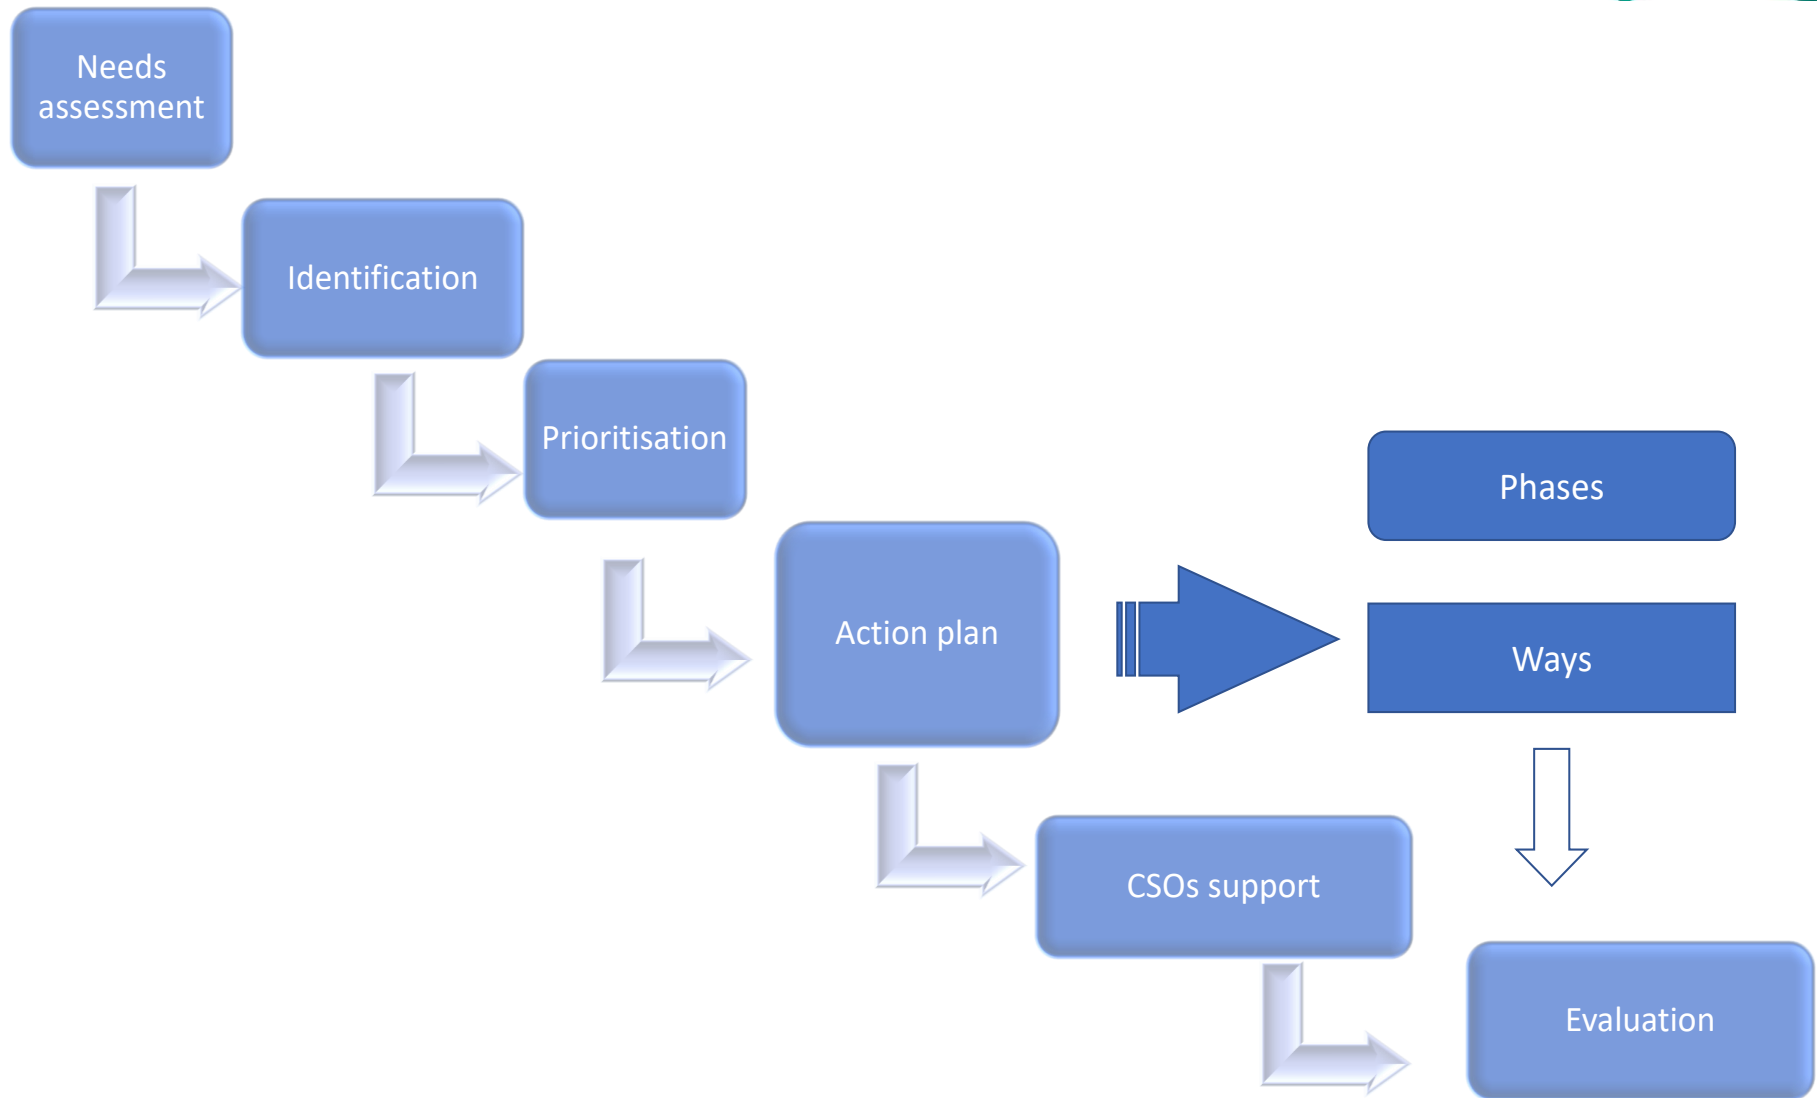 Needs
assessment
Identification
Prioritisation
Phases
Action plan
Ways
CSOs support
Evaluation